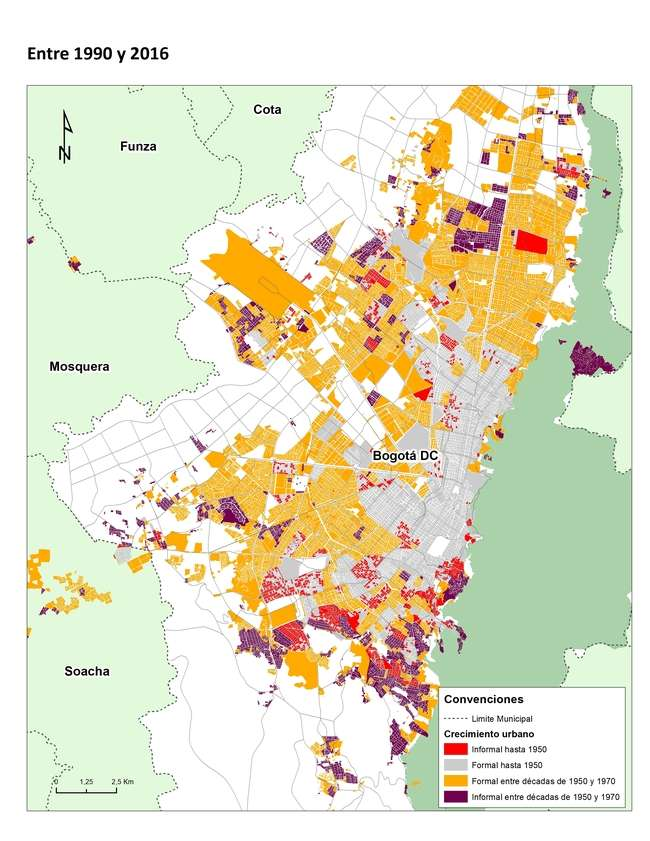 Entre 1990 y 2016
Cota
Funza
N
Mosquera
Bogotá DC
Soacha
Convenciones
Limite Municipal
Crecimiento urbano
Informal hasta 1950
Formal hasta 1950
Formal entre décadas de 1950 y 1970
Informal entre décadas de 1950 y 1970
0 1,25 2,5 Km